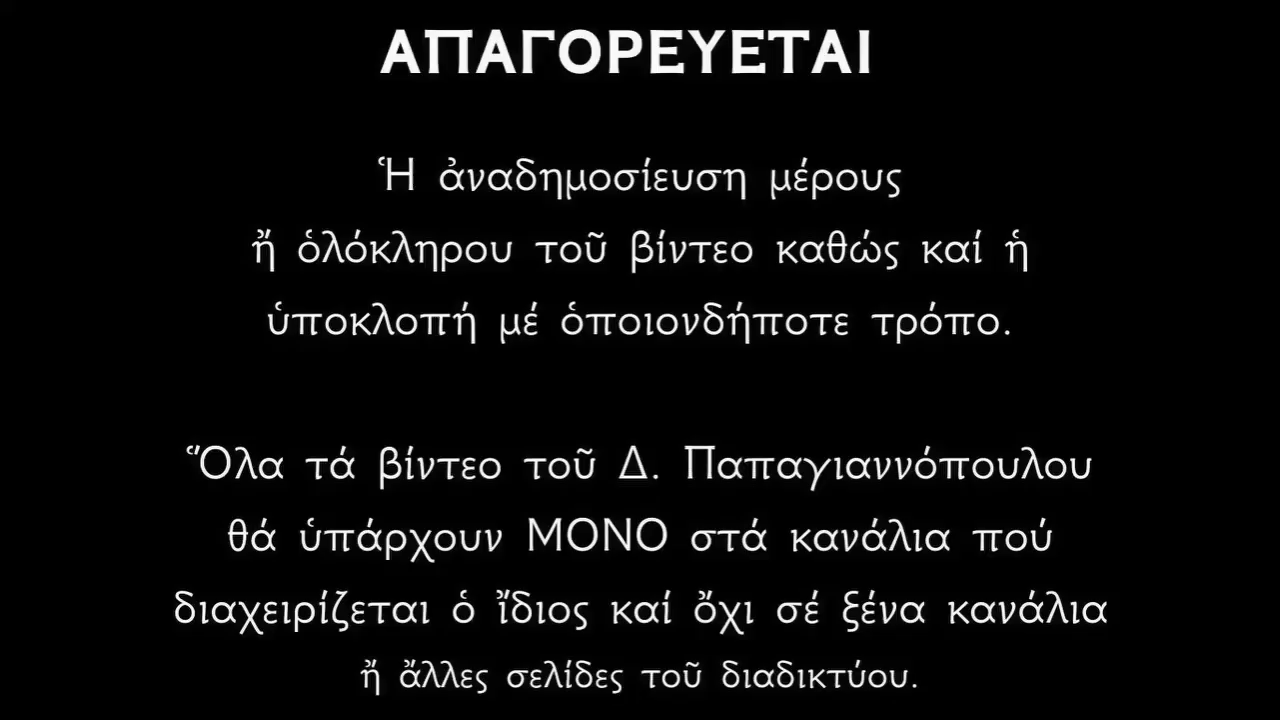 ΑΠΑΓΟΡΕΥΕΤΑΙ
Ἡ ἀναδημοσίευση μέρους
ἤ ὁλόκληρου τοῦ βίντεο καθώς καί ἡ
ὑποκλοπή μέ ὁποιονδήποτε τρόπο.
Ὅλα τά βίντεο τοῦ Δ. Παπαγιαννόπουλου
θά ὑπάρχουν ΜΟΝΟ στά κανάλια πού
διαχειρίζεται ὁ ἴδιος καί ὄχι σέ ξένα κανάλια
ἤ ἄλλες σελίδες τοῦ διαδικτύου.